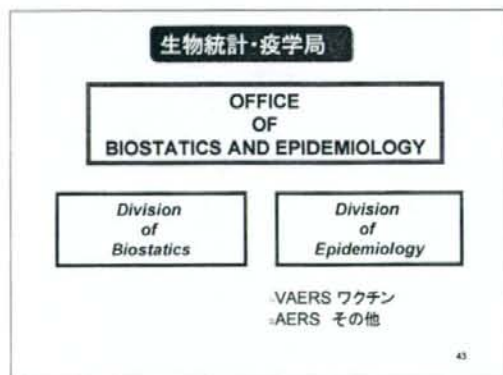 生物統計・疫学局
OFFICE
OF
BIOSTATICS AND EPIDEMIOLOGY
Division
of
Biostatics
Division
of
Epidemiology
VAERS ワクチン
AERS その他
43